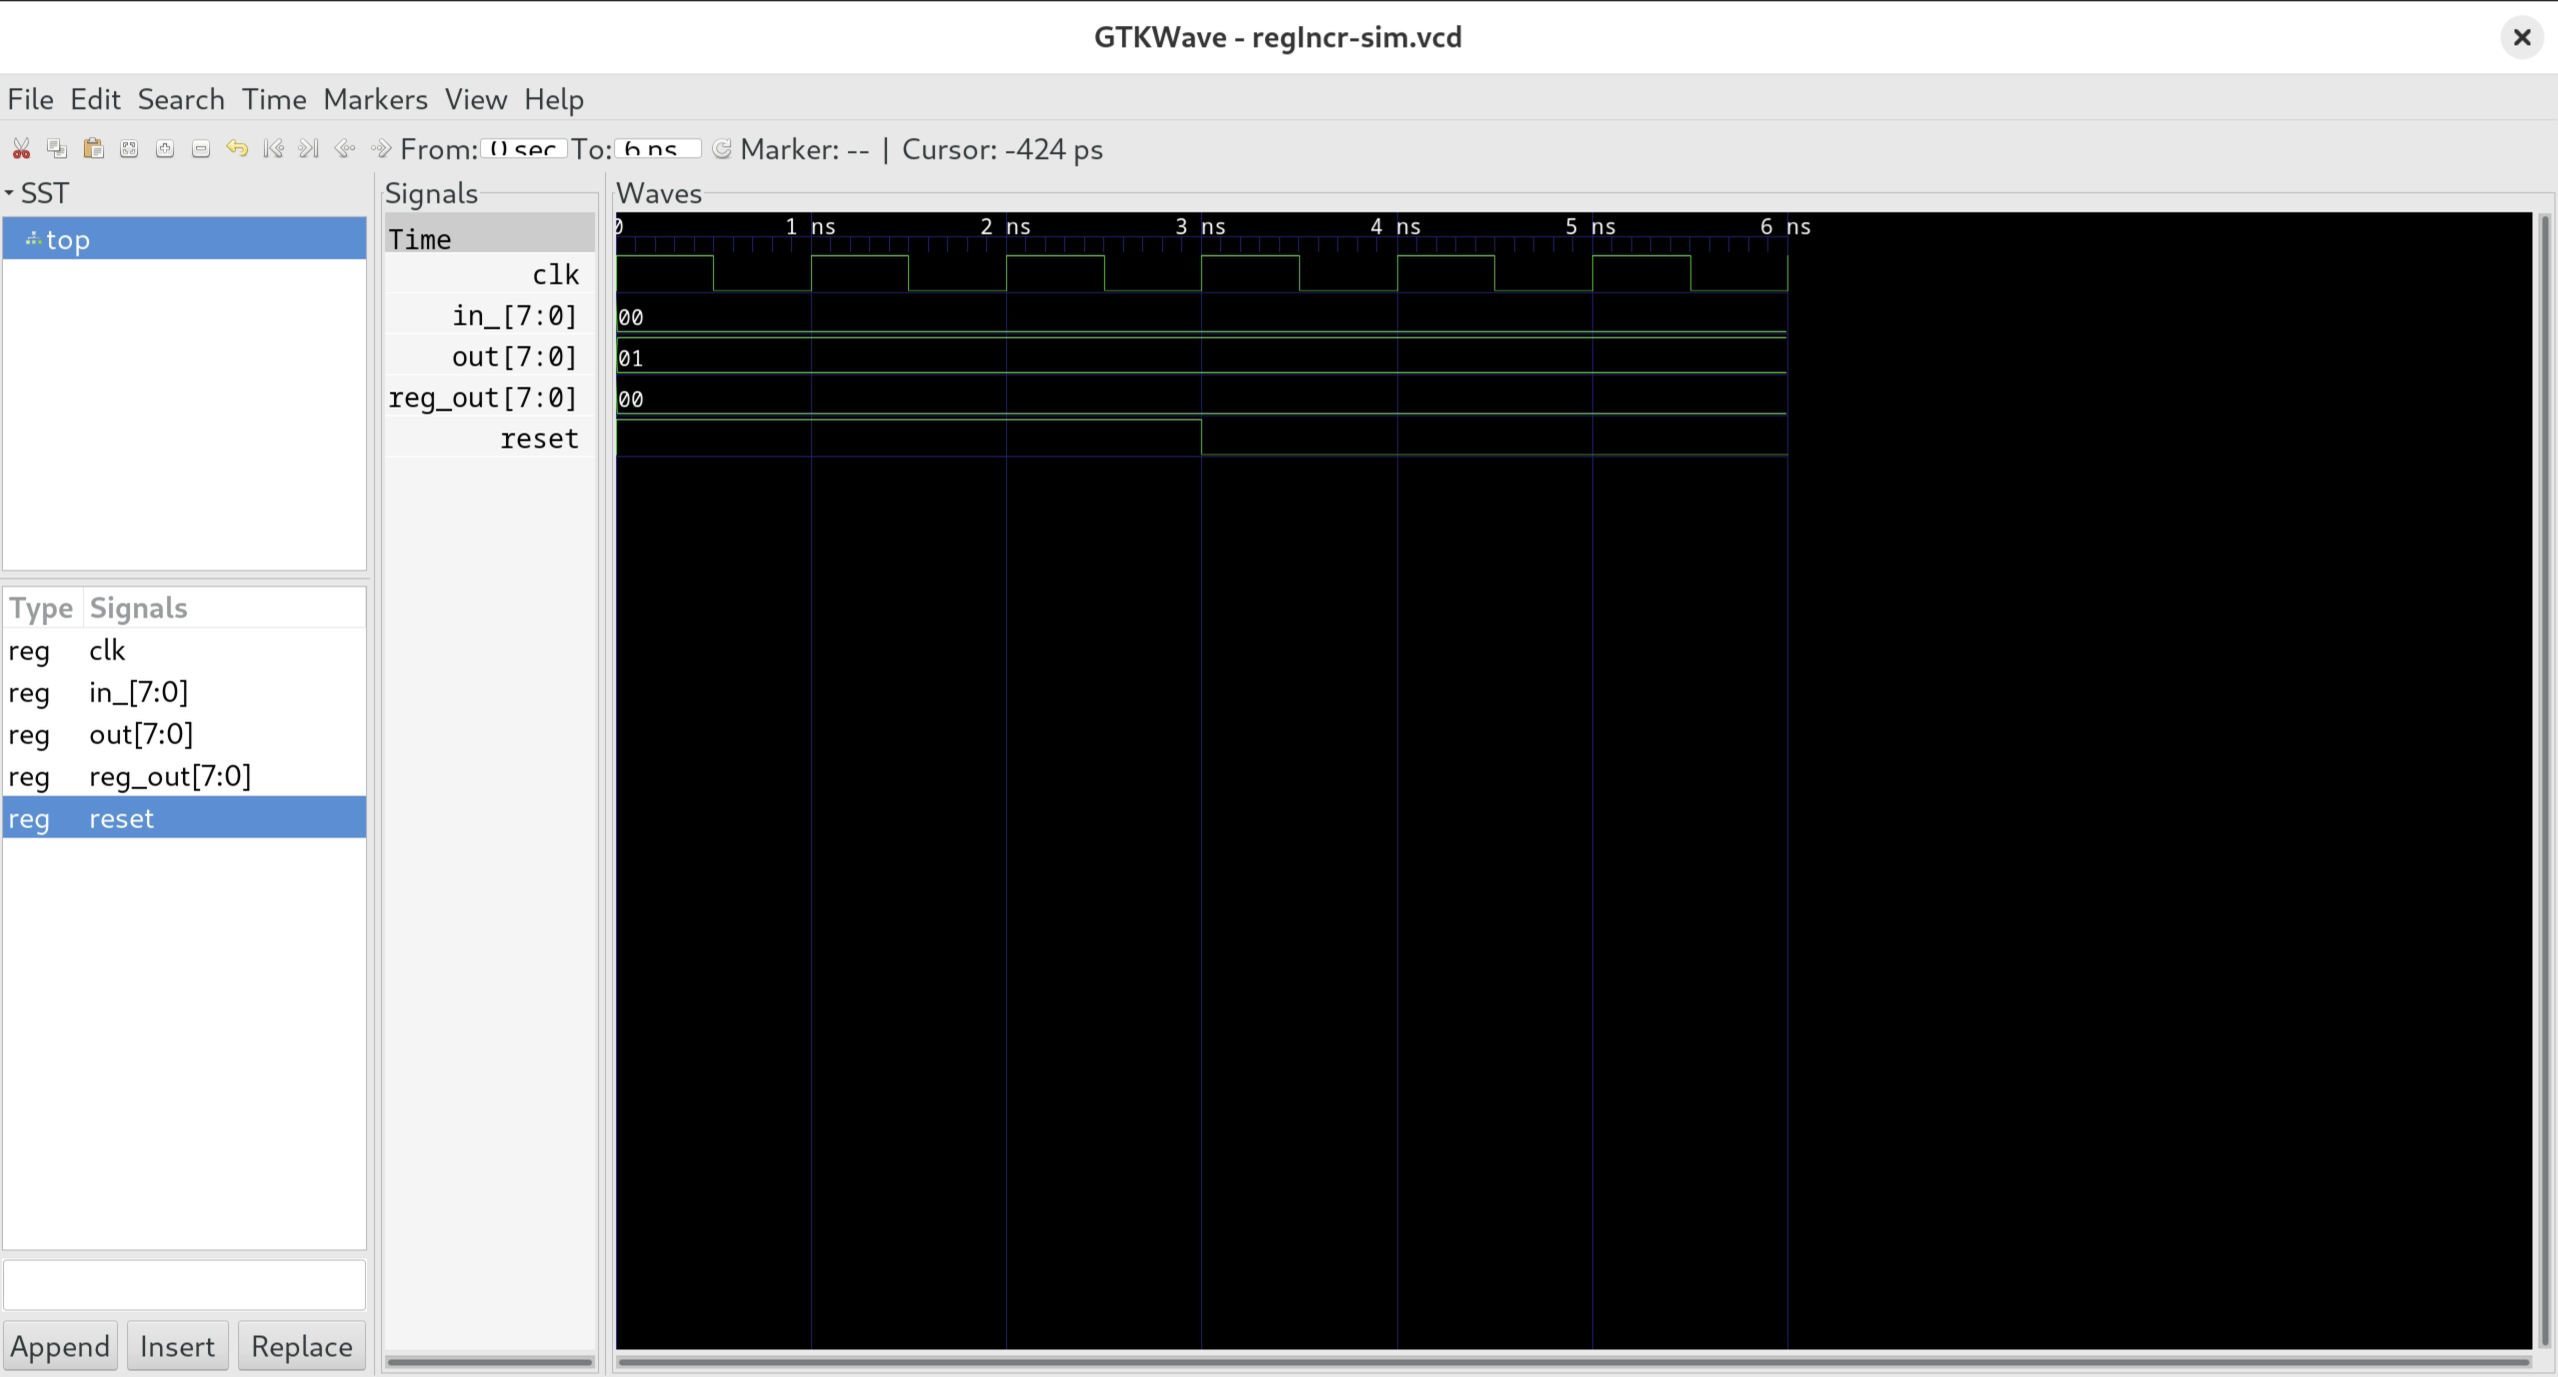 GTKWave - regIncr-sim.vcd
File Edit Search Time Markers View Help
From: 0 sec To: 6 ns Marker: -- | Cursor: -424 ps
SST
top
Type Signals
reg clk
reg in_[7:0]
reg out[7:0]
reg reg_out[7:0]
reg reset
Append Insert Replace
Signals
Time
clk
in_[7:0]
out[7:0]
reg_out[7:0]
reset
Waves
0 1 ns 2 ns 3 ns 4 ns 5 ns 6 ns
00
01
00